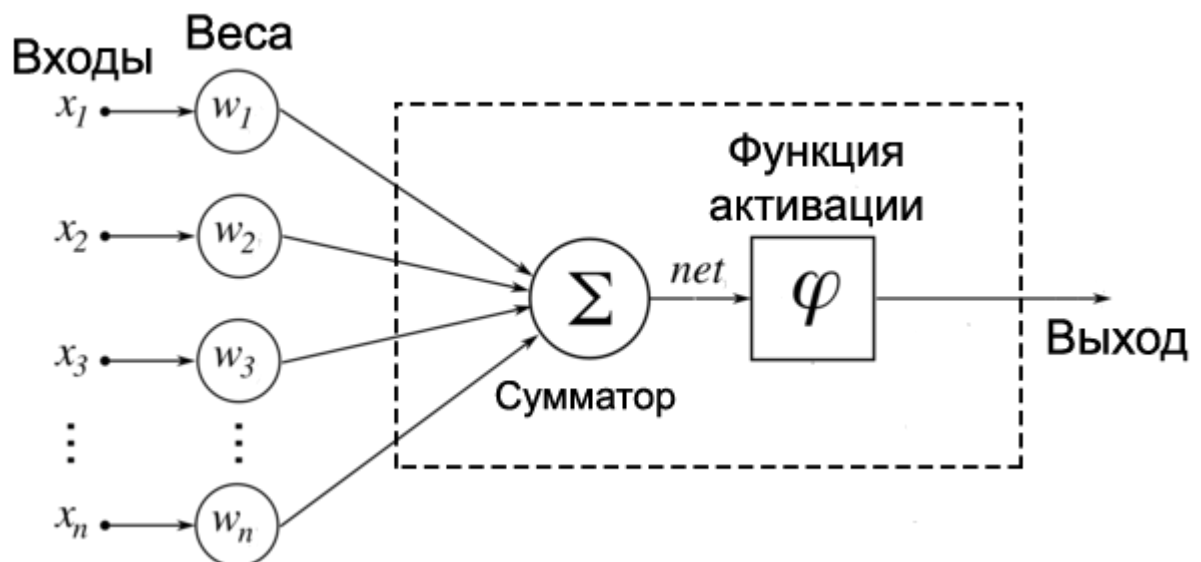 Входы
Веса
x1
w1
x2
w2
x3
w3
⋮
⋮
xn
wn
Σ
Сумматор
net
Функция
активации
φ
Выход